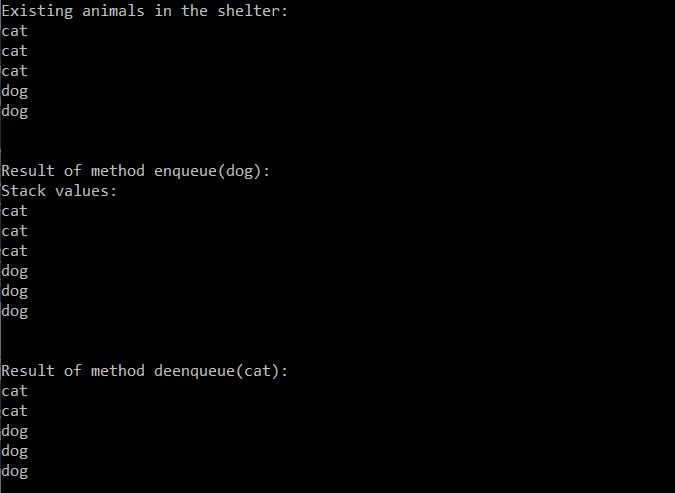 Existing animals in the shelter:
cat
cat
cat
dog
dog
Result of method enqueue(dog):
Stack values:
cat
cat
cat
dog
dog
dog
Result of method deenqueue(cat):
cat
cat
dog
dog
dog